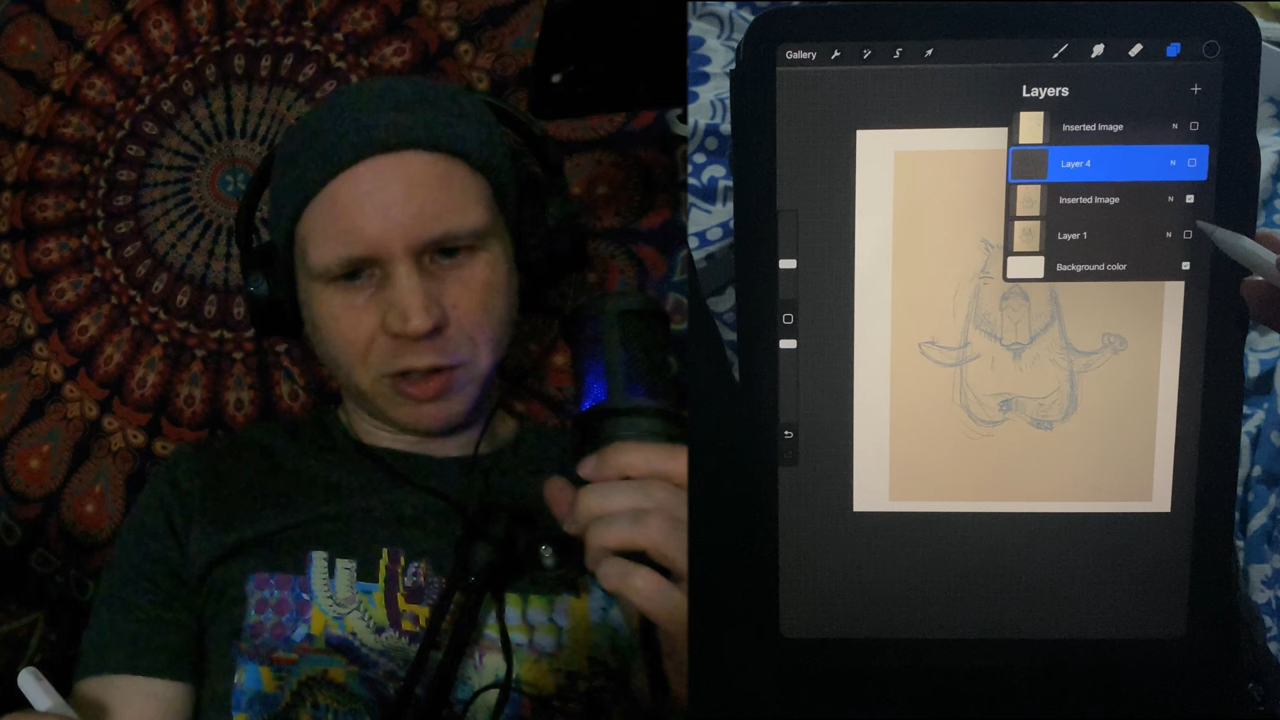 Gallery
Layers
Inserted Image N
Layer 4 N
Inserted Image N
Layer 1 N
Background color